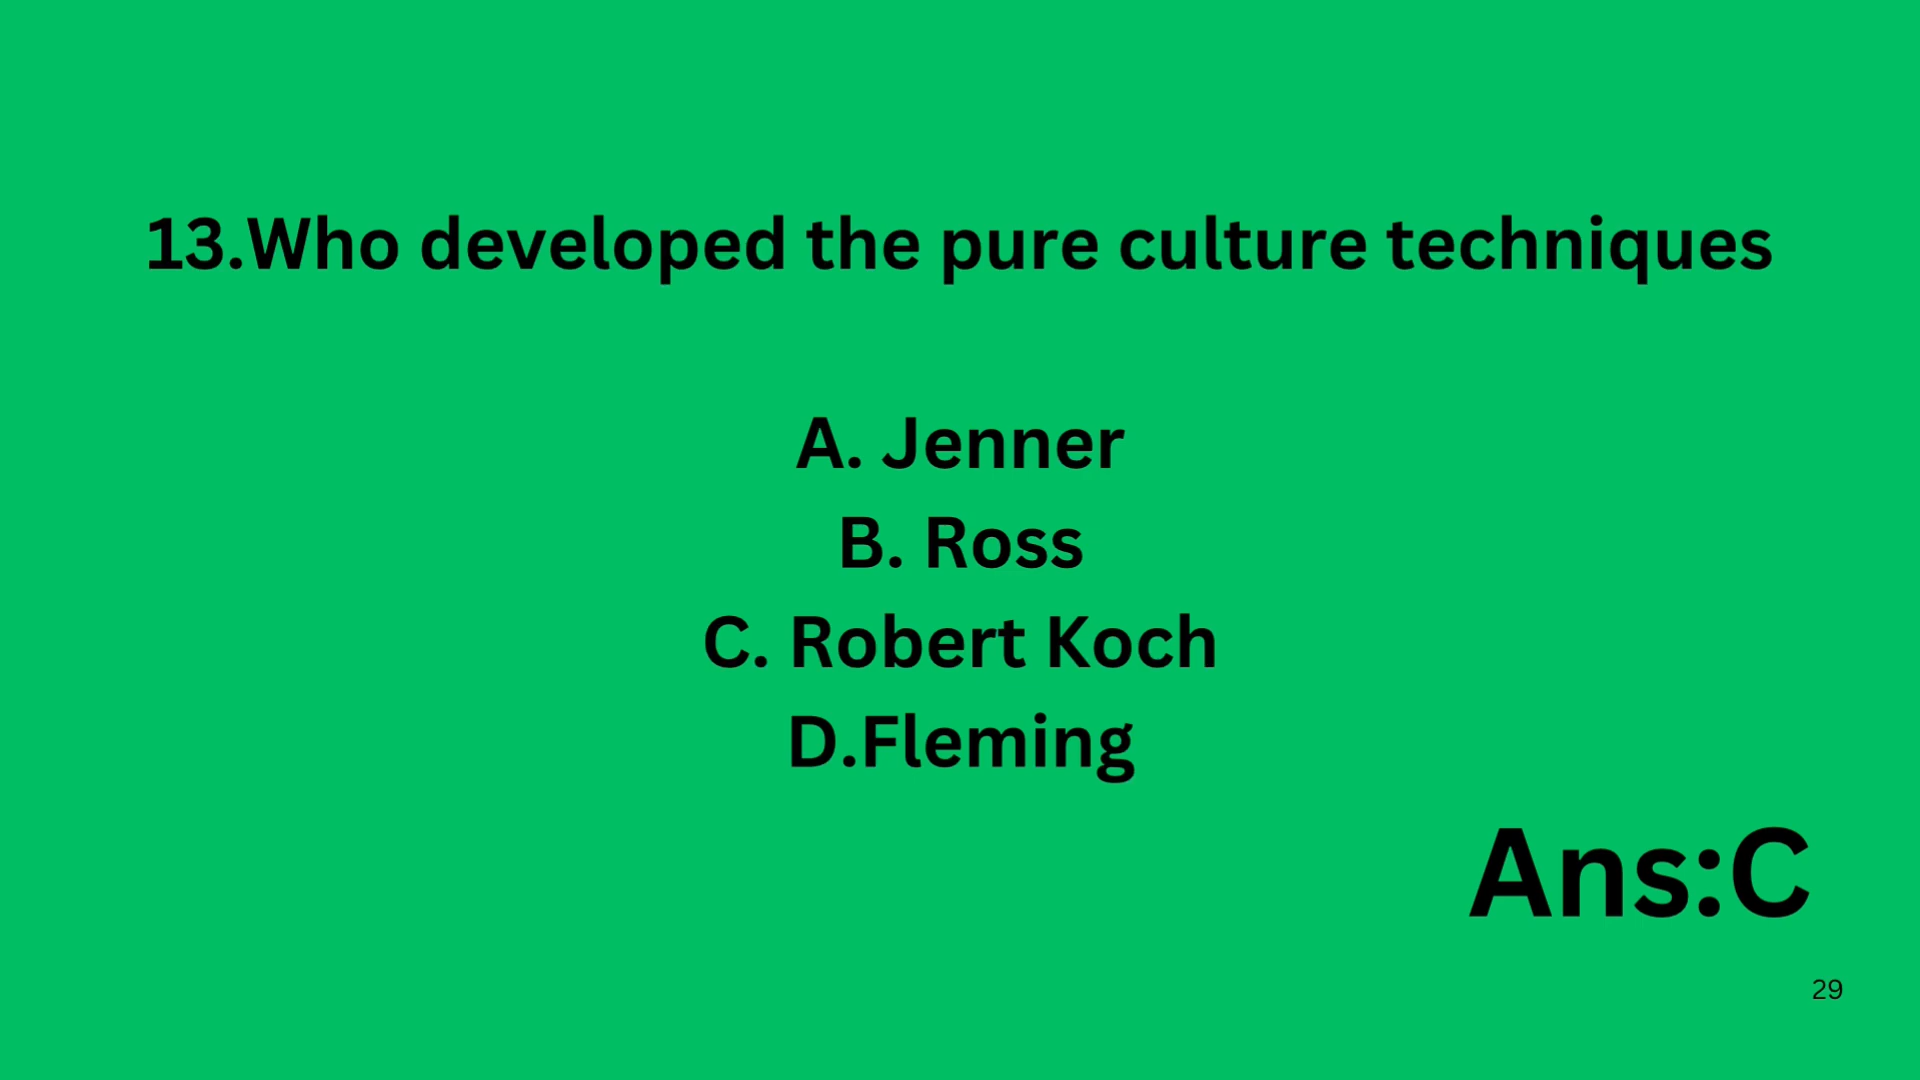 13.Who developed the pure culture techniques
A. Jenner
B. Ross
C. Robert Koch
D.Fleming
Ans:C
29